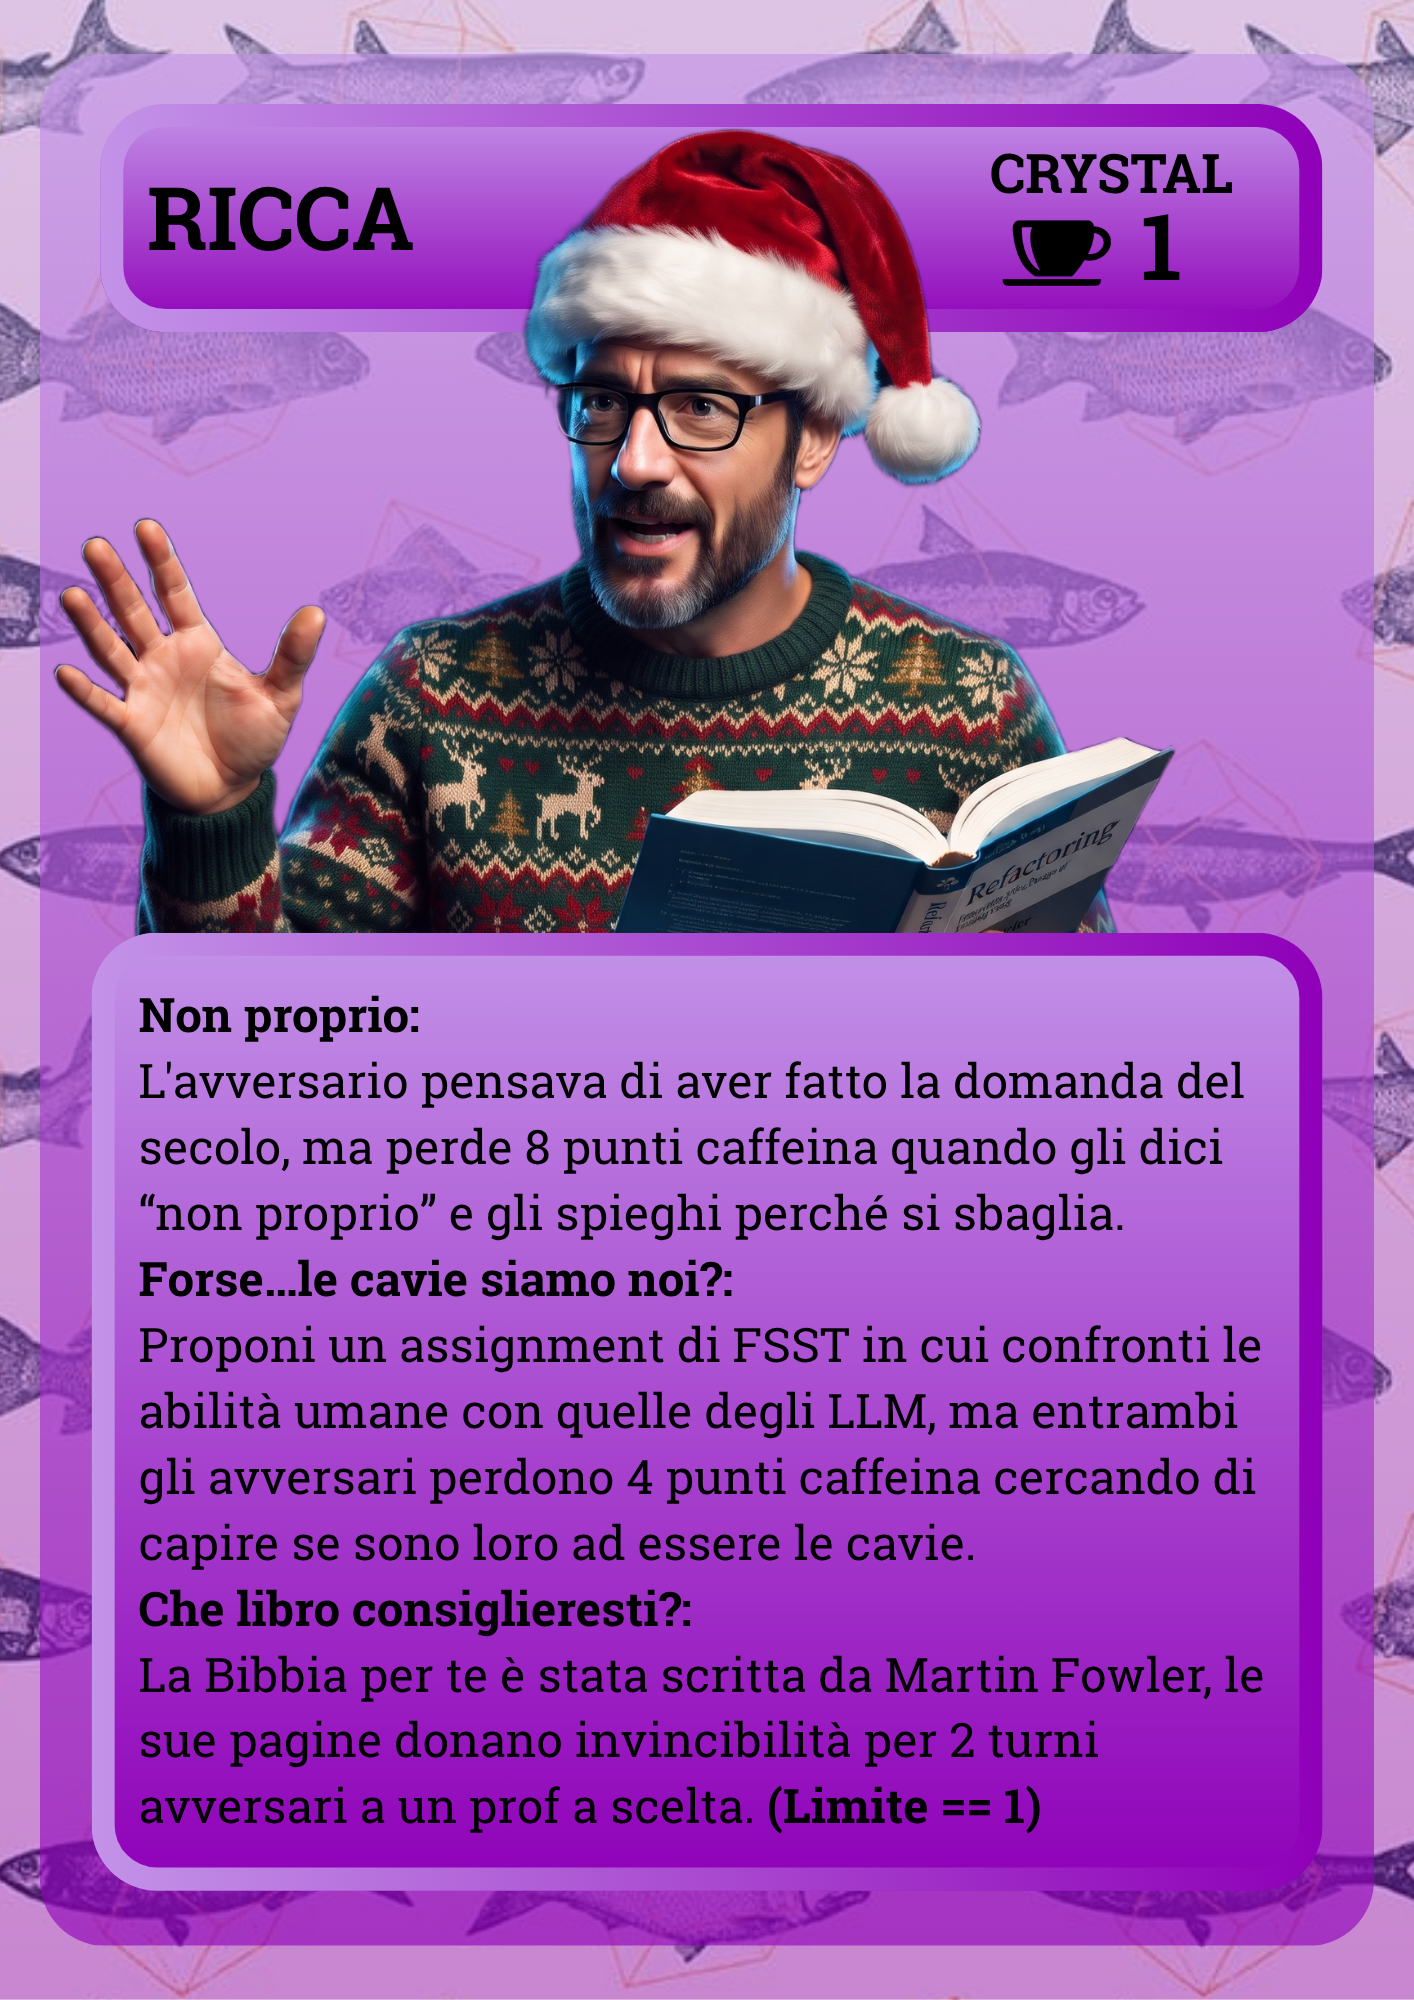 RICCA
CRYSTAL
1
Refactoring
Non proprio:
L'avversario pensava di aver fatto la domanda del
secolo, ma perde 8 punti caffeina quando gli dici
“non proprio” e gli spieghi perché si sbaglia.
Forse...le cavie siamo noi?:
Proponi un assignment di FSST in cui confronti le
abilità umane con quelle degli LLM, ma entrambi
gli avversari perdono 4 punti caffeina cercando di
capire se sono loro ad essere le cavie.
Che libro consiglieresti?:
La Bibbia per te è stata scritta da Martin Fowler, le
sue pagine donano invincibilità per 2 turni
avversari a un prof a scelta. (Limite == 1)